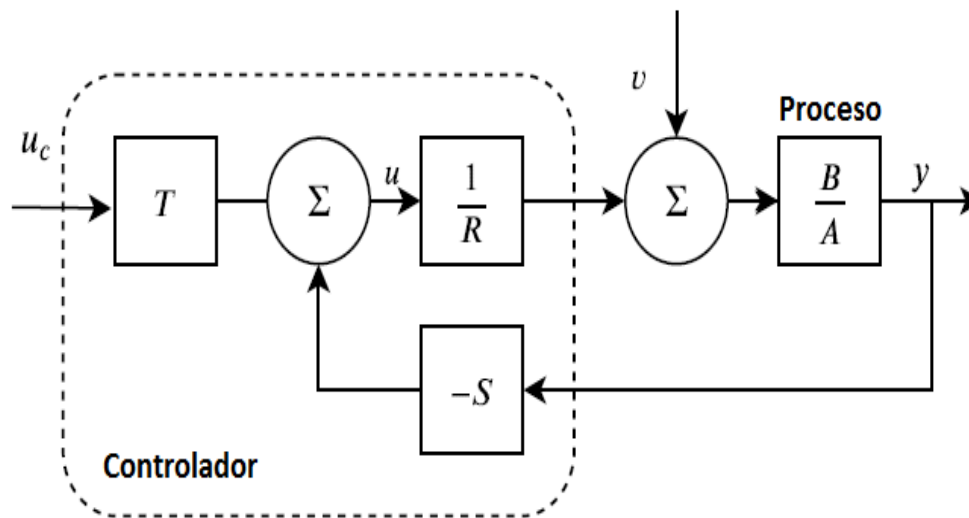 v
Proceso
u_c
T
Σ
u
1
R
Σ
B
A
y
-S
Controlador